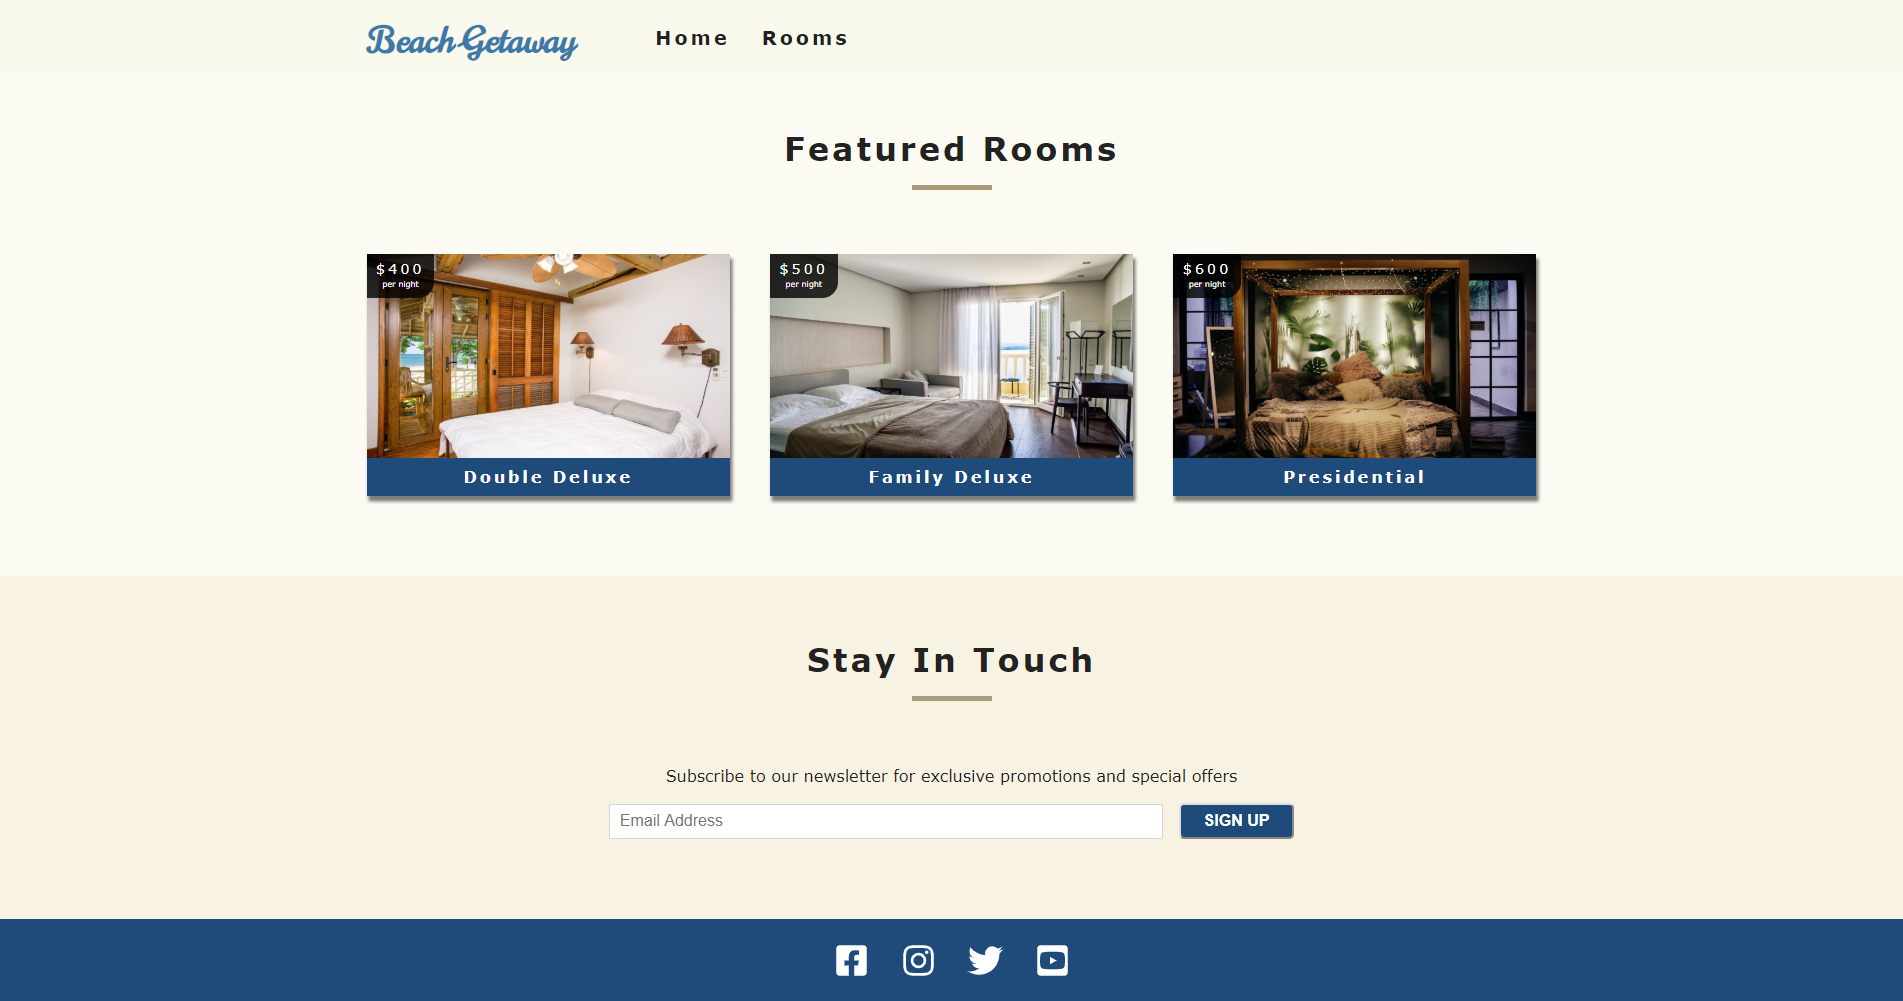 Beach Getaway
Home Rooms
Featured Rooms
$400
per night
$500
per night
$600
per night
Double Deluxe
Family Deluxe
Presidential
Stay In Touch
Subscribe to our newsletter for exclusive promotions and special offers
Email Address
SIGN UP